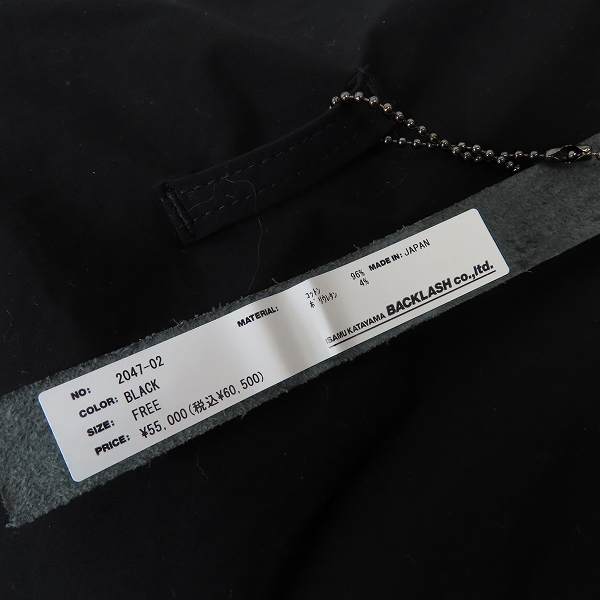 NO: 2047-02
COLOR: BLACK
SIZE: FREE
PRICE: ¥55,000(税込¥60,500)
MATERIAL: コットン 96%
ポリウレタン 4%
MADE IN: JAPAN
ISAMU KATAYAMA BACKLASH co.,ltd.